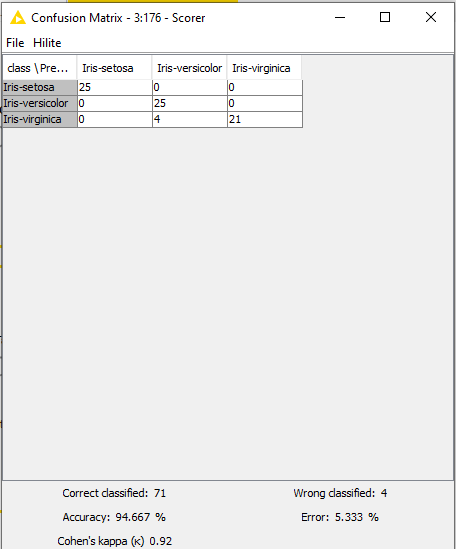 Confusion Matrix - 3:176 - Scorer
File Hilite
class \ Pre... Iris-setosa Iris-versicolor Iris-virginica
Iris-setosa 25 0 0
Iris-versicolor 0 25 0
Iris-virginica 0 4 21
Correct classified: 71 Wrong classified: 4
Accuracy: 94.667 % Error: 5.333 %
Cohen's kappa (κ) 0.92